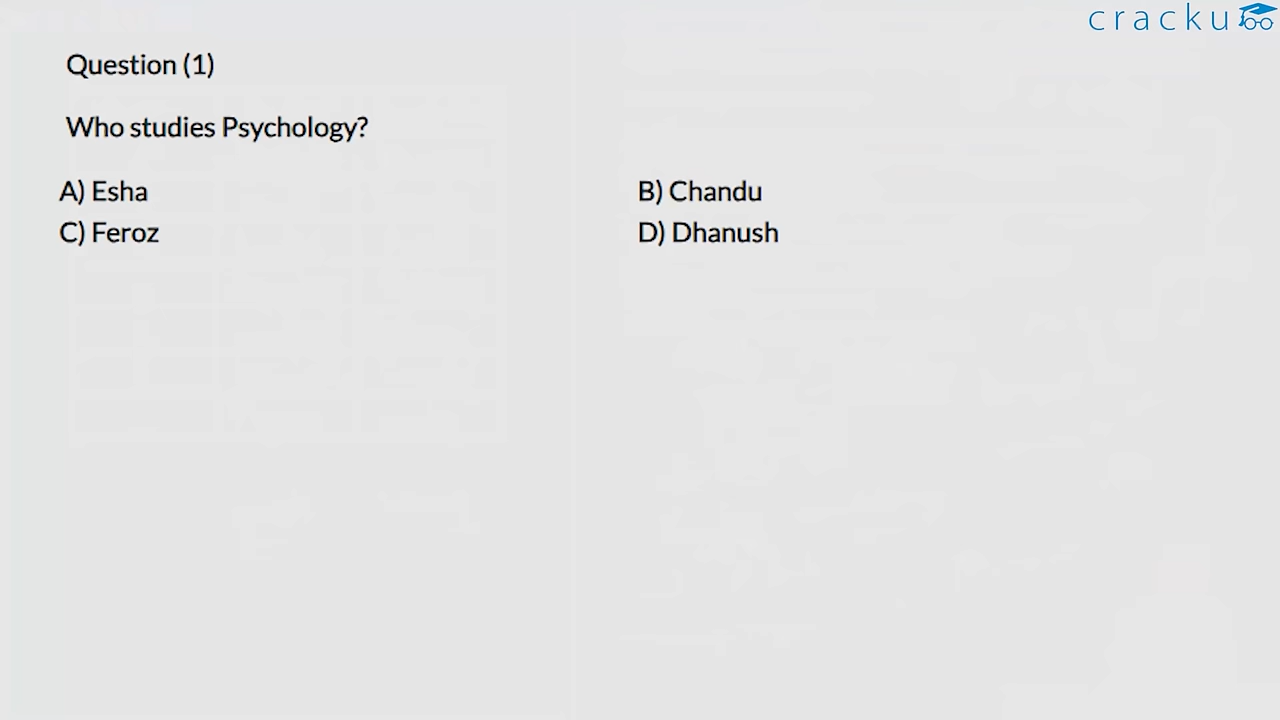 cracku
Question (1)
Who studies Psychology?
A) Esha
B) Chandu
C) Feroz
D) Dhanush